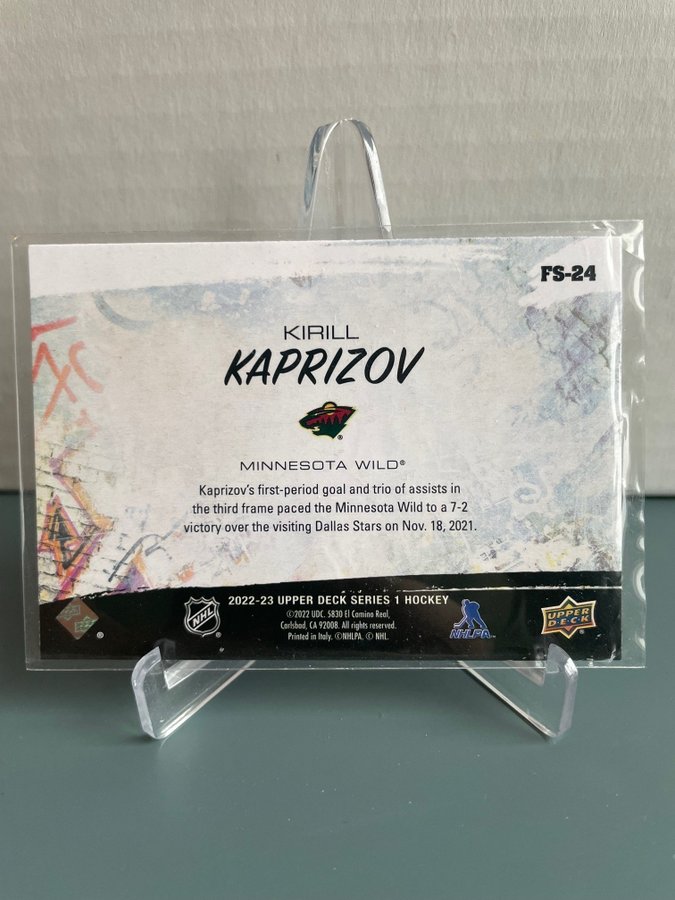 FS-24
KIRILL
KAPRIZOV
MINNESOTA WILD®
Kaprizov's first-period goal and trio of assists in
the third frame paced the Minnesota Wild to a 7-2
victory over the visiting Dallas Stars on Nov. 18, 2021.
2022-23 UPPER DECK SERIES 1 HOCKEY
©2022 UDC. 5830 El Camino Real,
Carlsbad, CA 92008. All rights reserved.
Printed in Italy. ©NHLPA. © NHL.
NHL
NHLPA
UPPER
DECK